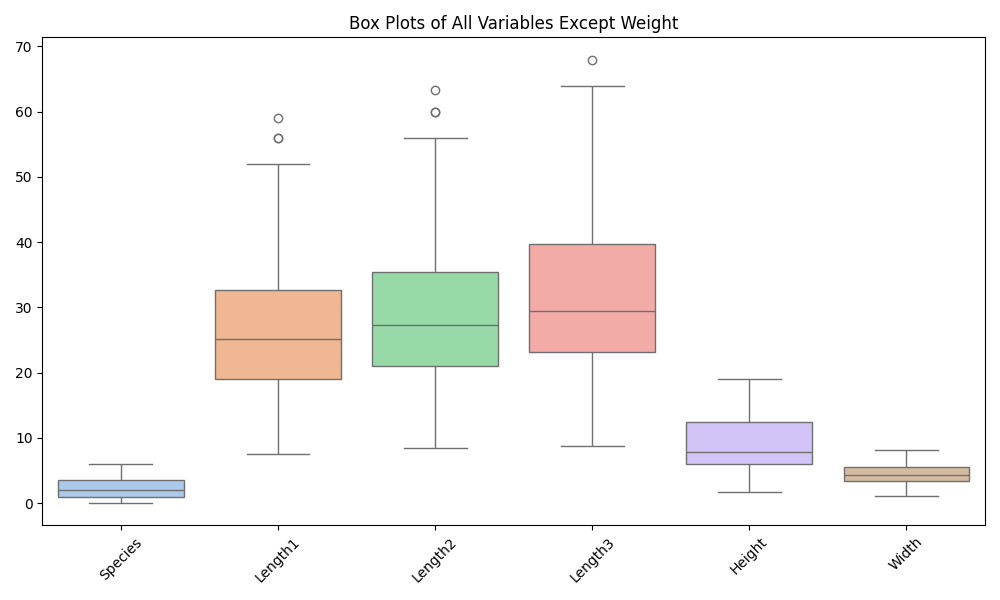 Box Plots of All Variables Except Weight
70
60
50
40
30
20
10
0
Species
Length1
Length2
Length3
Height
Width